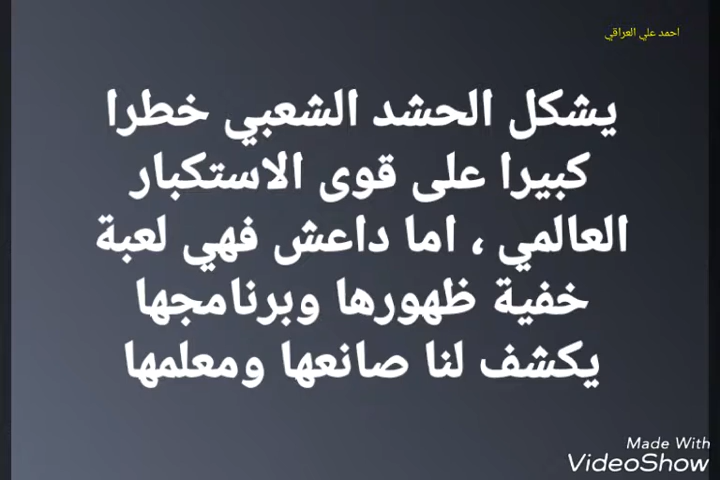 احمد علي العراقي
يشكل الحشد الشعبي خطرا
كبيرا على قوى الاستكبار
العالمي ، اما داعش فهي لعبة
خفية ظهورها وبرنامجها
يكشف لنا صانعها ومعلمها
Made With
VideoShow